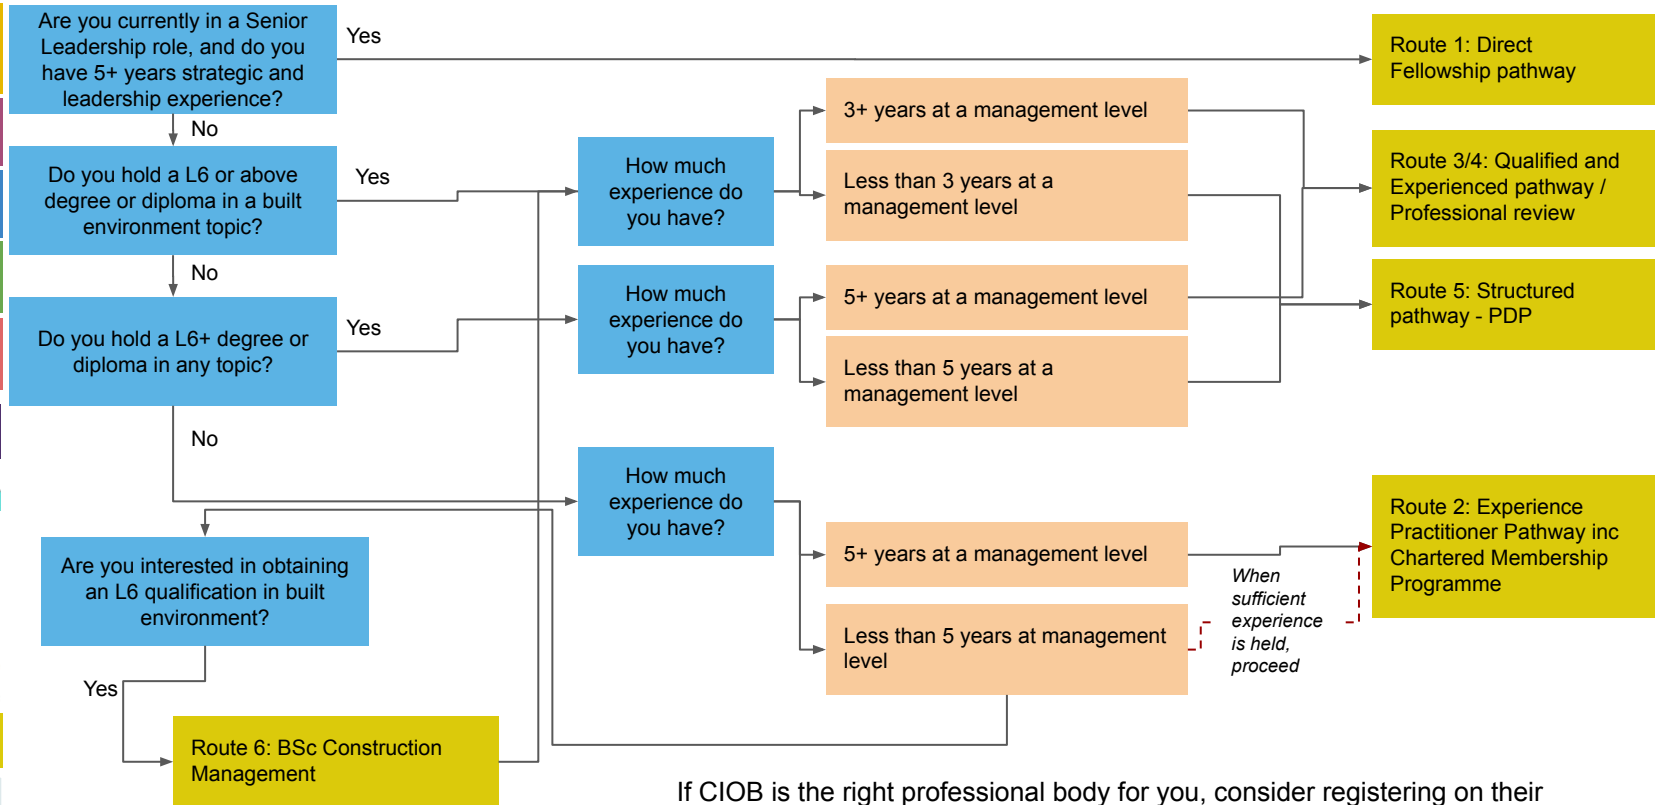 Are you currently in a Senior
Leadership role, and do you
have 5+ years strategic and
leadership experience?
Yes
Route 1: Direct
Fellowship pathway
No
Do you hold a L6 or above
degree or diploma in a built
environment topic?
Yes
How much
experience do
you have?
3+ years at a management level
Less than 3 years at a
management level
Route 3/4: Qualified and
Experienced pathway /
Professional review
No
Do you hold a L6+ degree or
diploma in any topic?
Yes
How much
experience do
you have?
5+ years at a management level
Less than 5 years at a
management level
Route 5: Structured
pathway - PDP
No
How much
experience do
you have?
5+ years at a management level
Less than 5 years at management
level
When
sufficient
experience
is held,
proceed
Route 2: Experience
Practitioner Pathway inc
Chartered Membership
Programme
Are you interested in obtaining
an L6 qualification in built
environment?
Yes
Route 6: BSc Construction
Management
If CIOB is the right professional body for you, consider registering on their